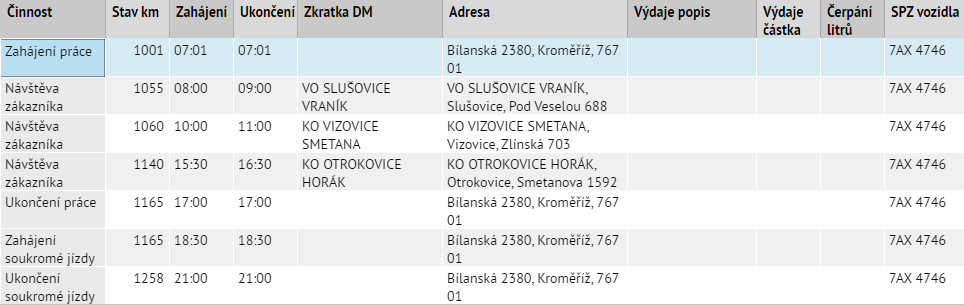 Činnost Stav km Zahájení Ukončení Zkratka DM Adresa Výdaje popis Výdaje částka Čerpání litrů SPZ vozidla
Zahájení práce 1001 07:01 07:01 Bílanská 2380, Kroměříž, 767 01 7AX 4746
Návštěva zákazníka 1055 08:00 09:00 VO SLUŠOVICE VRANÍK VO SLUŠOVICE VRANÍK, Slušovice, Pod Veselou 688 7AX 4746
Návštěva zákazníka 1060 10:00 11:00 KO VIZOVICE SMETANA KO VIZOVICE SMETANA, Vizovice, Zlínská 703 7AX 4746
Návštěva zákazníka 1140 15:30 16:30 KO OTROKOVICE HORÁK KO OTROKOVICE HORÁK, Otrokovice, Smetanova 1592 7AX 4746
Ukončení práce 1165 17:00 17:00 Bílanská 2380, Kroměříž, 767 01 7AX 4746
Zahájení soukromé jízdy 1165 18:30 18:30 Bílanská 2380, Kroměříž, 767 01 7AX 4746
Ukončení soukromé jízdy 1258 21:00 21:00 Bílanská 2380, Kroměříž, 767 01 7AX 4746